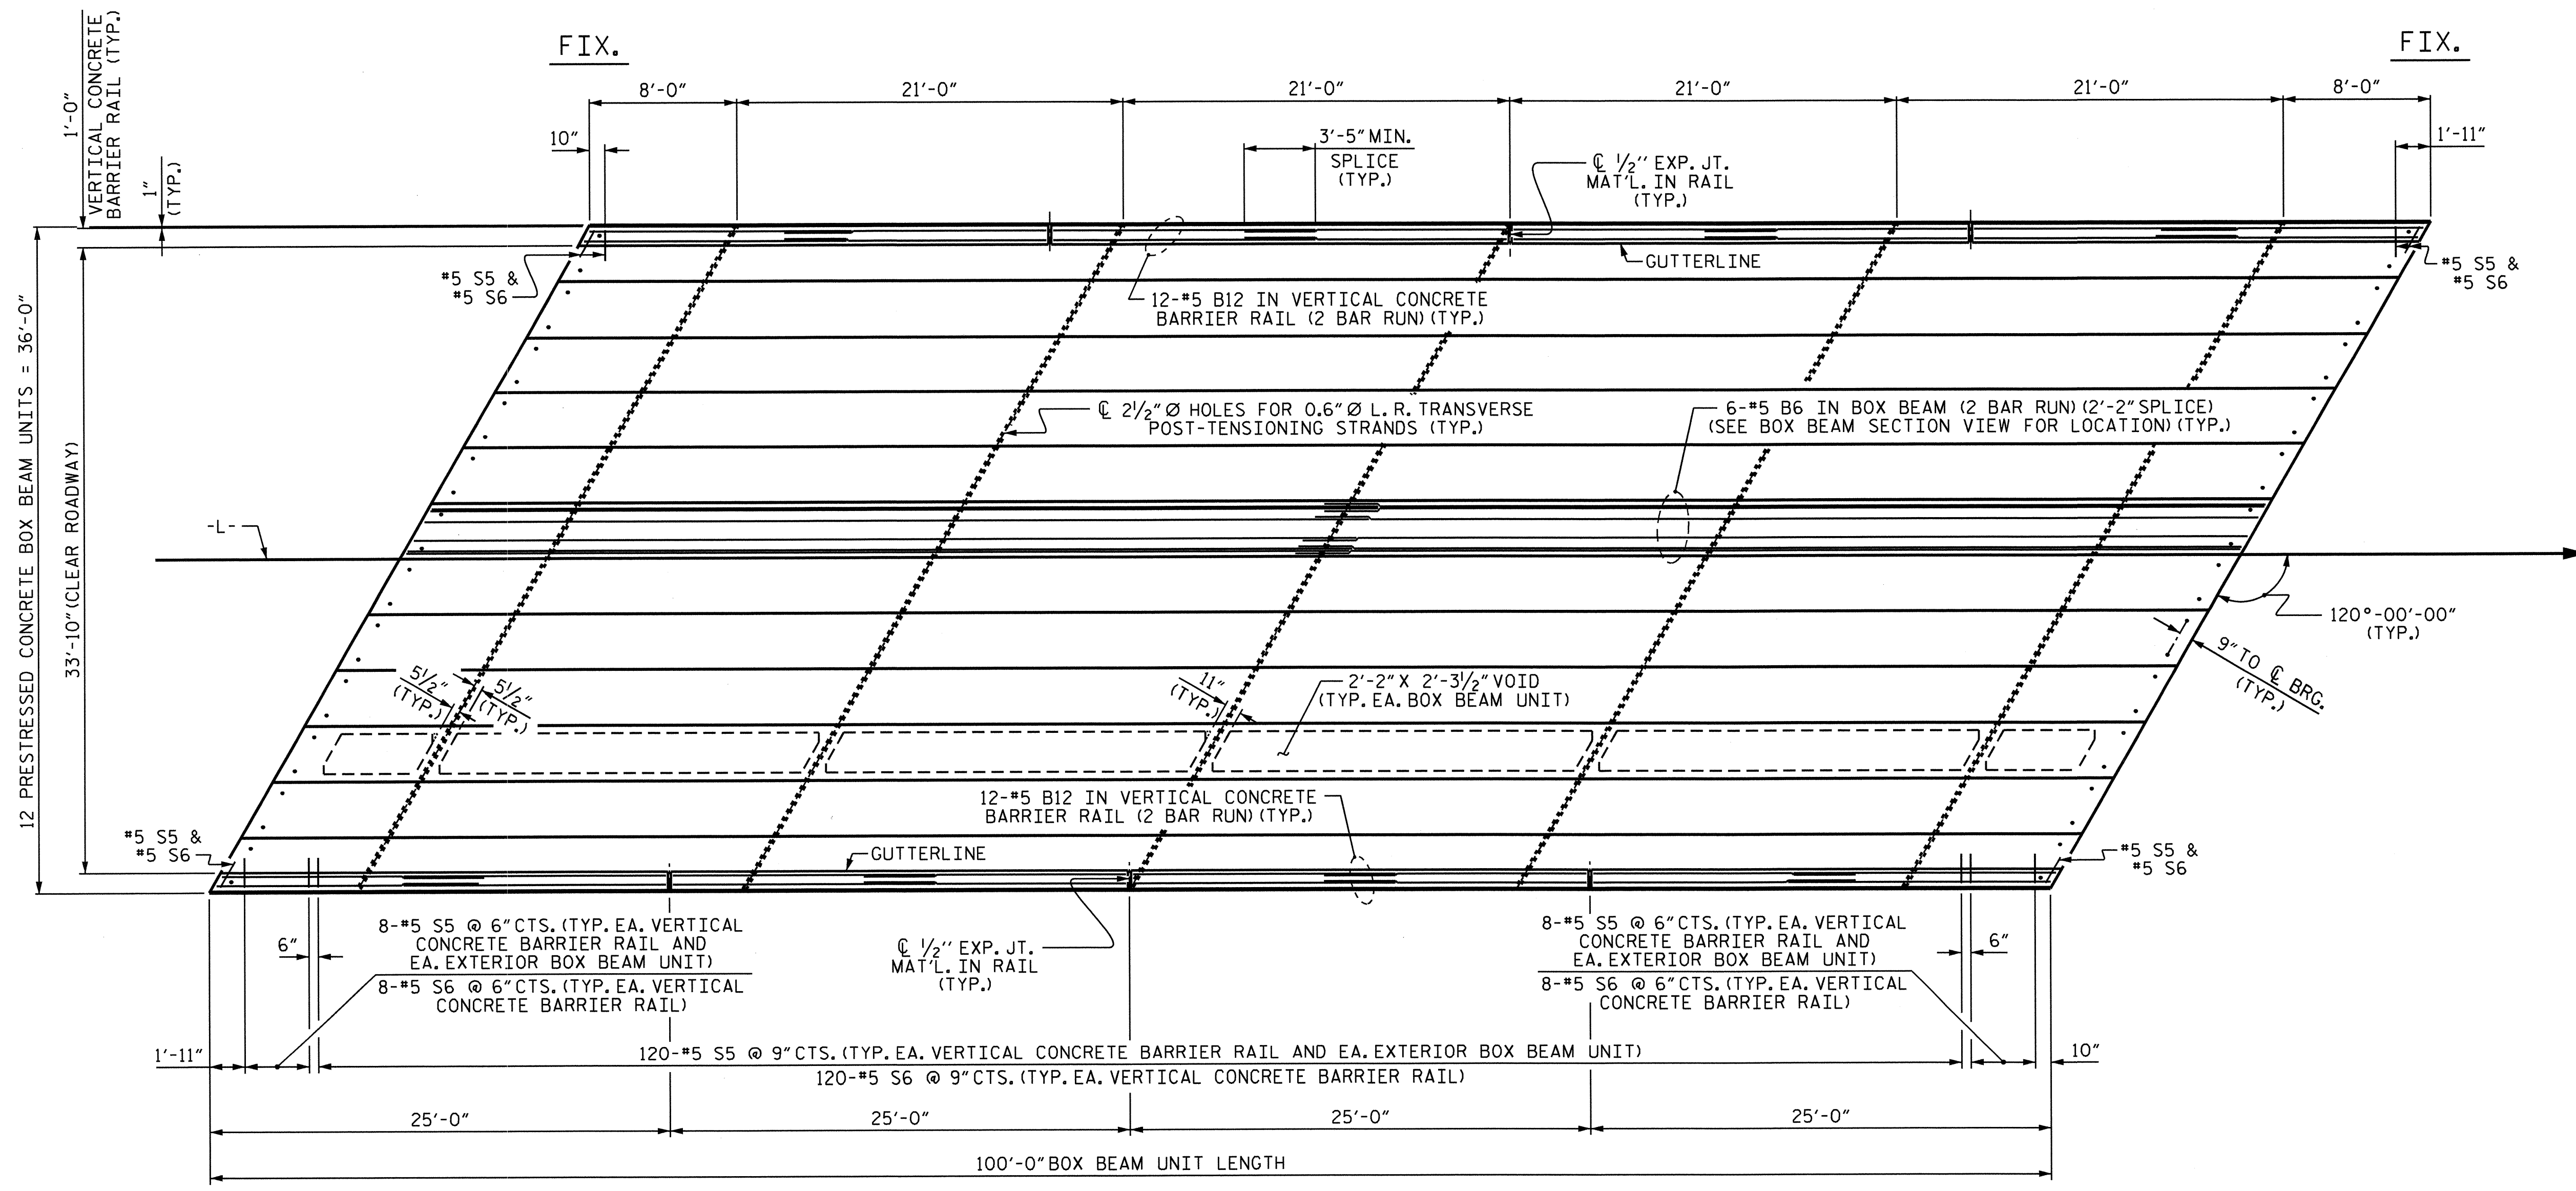 FIX.
FIX.
1'-0"
VERTICAL CONCRETE
BARRIER RAIL (TYP.)
1"
(TYP.)
8'-0"
21'-0"
21'-0"
21'-0"
21'-0"
8'-0"
10"
3'-5" MIN.
SPLICE
(TYP.)
℄ 1/2" EXP. JT.
MAT'L. IN RAIL
(TYP.)
1'-11"
#5 S5 &
#5 S6
GUTTERLINE
#5 S5 &
#5 S6
12-#5 B12 IN VERTICAL CONCRETE
BARRIER RAIL (2 BAR RUN) (TYP.)
12 PRESTRESSED CONCRETE BOX BEAM UNITS = 36'-0"
33'-10" (CLEAR ROADWAY)
℄ 2 1/2" Ø HOLES FOR 0.6" Ø L. R. TRANSVERSE
POST-TENSIONING STRANDS (TYP.)
6-#5 B6 IN BOX BEAM (2 BAR RUN) (2'-2" SPLICE)
(SEE BOX BEAM SECTION VIEW FOR LOCATION) (TYP.)
-L-
120°-00'-00"
(TYP.)
9" TO ℄ BRG.
(TYP.)
5 1/2"
(TYP.)
5 1/2"
(TYP.)
11"
(TYP.)
2'-2" X 2'-3 1/2" VOID
(TYP. EA. BOX BEAM UNIT)
12-#5 B12 IN VERTICAL CONCRETE
BARRIER RAIL (2 BAR RUN) (TYP.)
#5 S5 &
#5 S6
GUTTERLINE
#5 S5 &
#5 S6
6"
8-#5 S5 @ 6" CTS. (TYP. EA. VERTICAL
CONCRETE BARRIER RAIL AND
EA. EXTERIOR BOX BEAM UNIT)
8-#5 S6 @ 6" CTS. (TYP. EA. VERTICAL
CONCRETE BARRIER RAIL)
℄ 1/2" EXP. JT.
MAT'L. IN RAIL
(TYP.)
8-#5 S5 @ 6" CTS. (TYP. EA. VERTICAL
CONCRETE BARRIER RAIL AND
EA. EXTERIOR BOX BEAM UNIT)
8-#5 S6 @ 6" CTS. (TYP. EA. VERTICAL
CONCRETE BARRIER RAIL)
6"
1'-11"
120-#5 S5 @ 9" CTS. (TYP. EA. VERTICAL CONCRETE BARRIER RAIL AND EA. EXTERIOR BOX BEAM UNIT)
120-#5 S6 @ 9" CTS. (TYP. EA. VERTICAL CONCRETE BARRIER RAIL)
10"
25'-0"
25'-0"
25'-0"
25'-0"
100'-0" BOX BEAM UNIT LENGTH